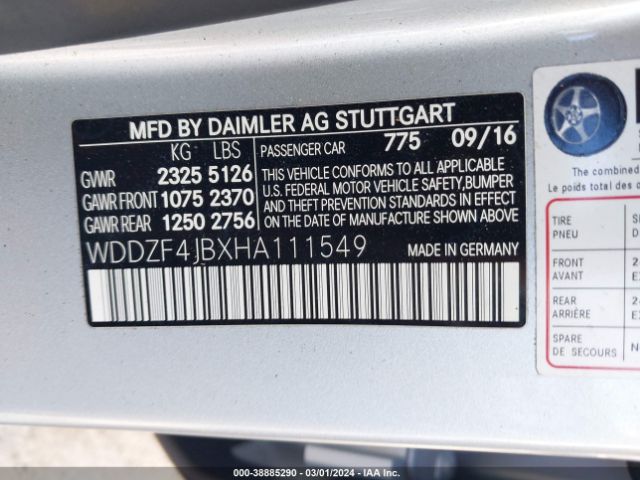 MFD BY DAIMLER AG STUTTGART
KG LBS
GVWR 2325 5126
GAWR FRONT 1075 2370
GAWR REAR 1250 2756
PASSENGER CAR 775 09/16
THIS VEHICLE CONFORMS TO ALL APPLICABLE
U.S. FEDERAL MOTOR VEHICLE SAFETY, BUMPER
AND THEFT PREVENTION STANDARDS IN EFFECT
ON THE DATE OF MANUFACTURE SHOWN ABOVE.
WDDZF4JBXHA111549 MADE IN GERMANY
The combined
Le poids total des
TIRE
PNEU
FRONT
AVANT
REAR
ARRIÈRE
SPARE
DE SECOURS
000-38885290 - 03/01/2024 - IAA Inc.